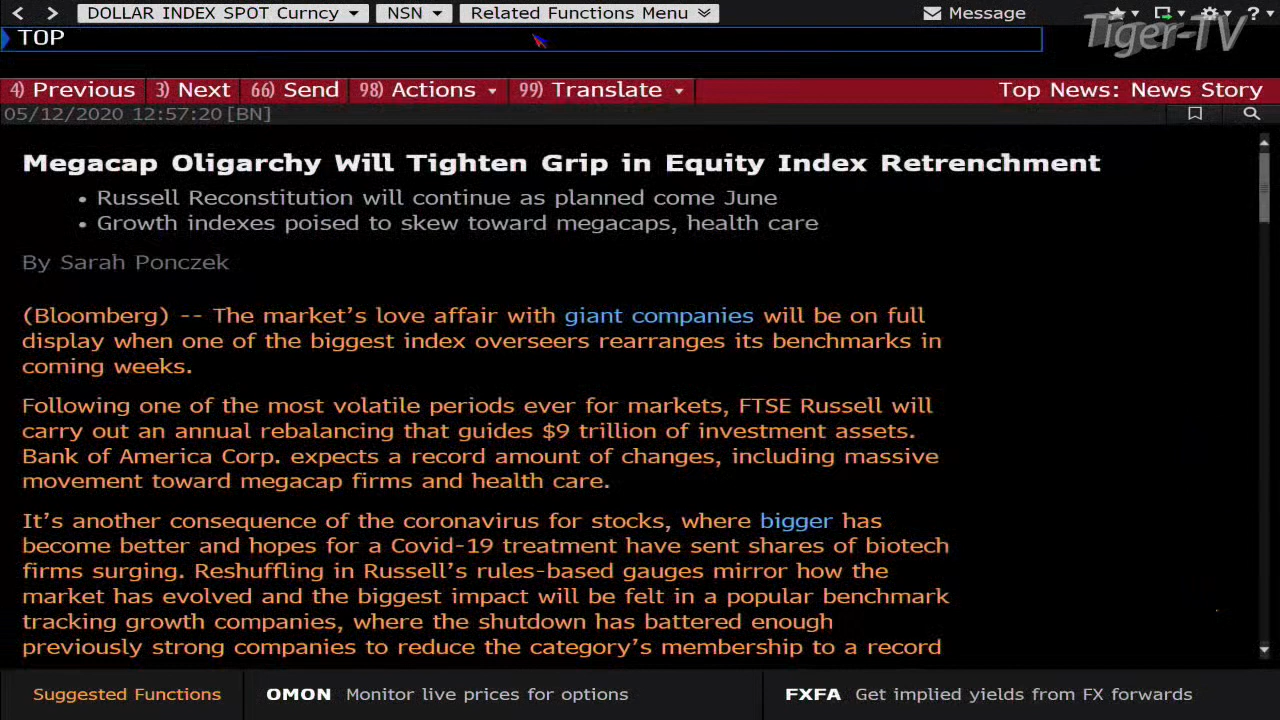 DOLLAR INDEX SPOT Curncy NSN Related Functions Menu Message ?
TOP
Tiger-TV
4) Previous 3) Next 66) Send 98) Actions 99) Translate Top News: News Story
05/12/2020 12:57:20 [BN]
Megacap Oligarchy Will Tighten Grip in Equity Index Retrenchment
• Russell Reconstitution will continue as planned come June
• Growth indexes poised to skew toward megacaps, health care
By Sarah Ponczek
(Bloomberg) -- The market’s love affair with giant companies will be on full
display when one of the biggest index overseers rearranges its benchmarks in
coming weeks.
Following one of the most volatile periods ever for markets, FTSE Russell will
carry out an annual rebalancing that guides $9 trillion of investment assets.
Bank of America Corp. expects a record amount of changes, including massive
movement toward megacap firms and health care.
It’s another consequence of the coronavirus for stocks, where bigger has
become better and hopes for a Covid-19 treatment have sent shares of biotech
firms surging. Reshuffling in Russell’s rules-based gauges mirror how the
market has evolved and the biggest impact will be felt in a popular benchmark
tracking growth companies, where the shutdown has battered enough
previously strong companies to reduce the category’s membership to a record
Suggested Functions OMON Monitor live prices for options FXFA Get implied yields from FX forwards